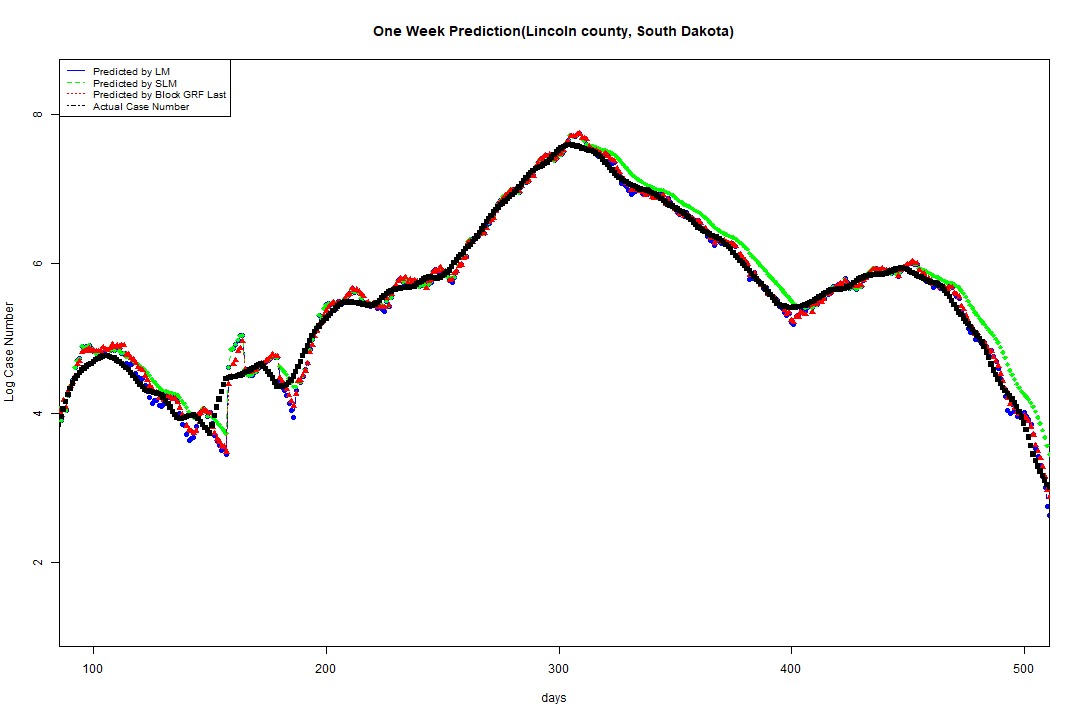 One Week Prediction(Lincoln county, South Dakota)
Predicted by LM
Predicted by SLM
Predicted by Block GRF Last
Actual Case Number
8
6
4
2
Log Case Number
100 200 300 400 500
days